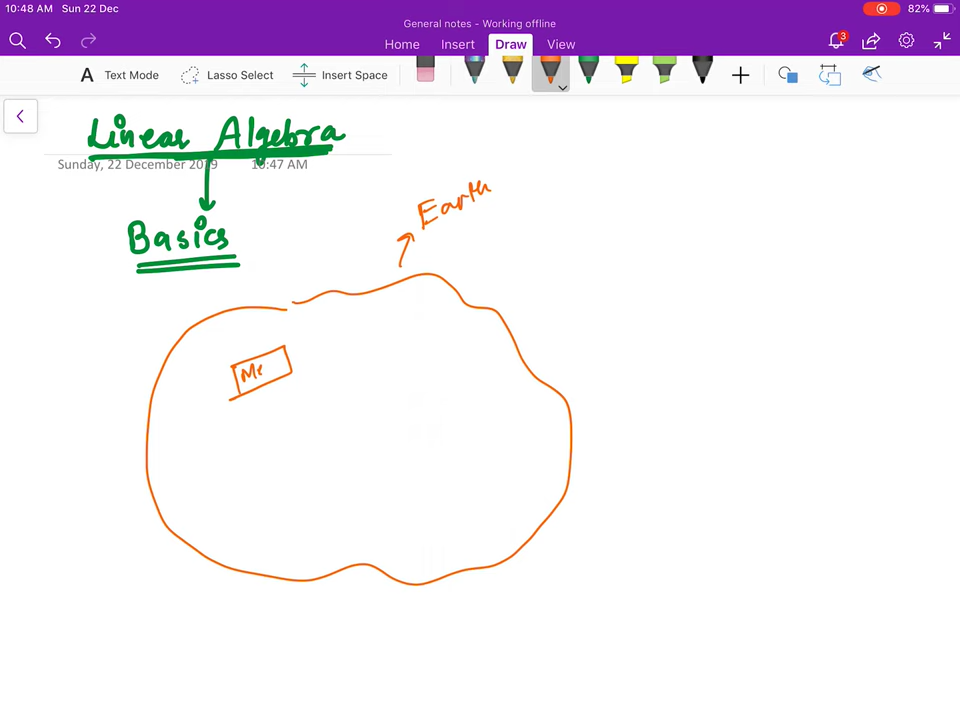 10:48 AM Sun 22 Dec 82%
General notes - Working offline
Home Insert Draw View 3
A Text Mode Lasso Select Insert Space
Linear Algebra
Sunday, 22 December 2019 10:47 AM
Basics
Earth
Me